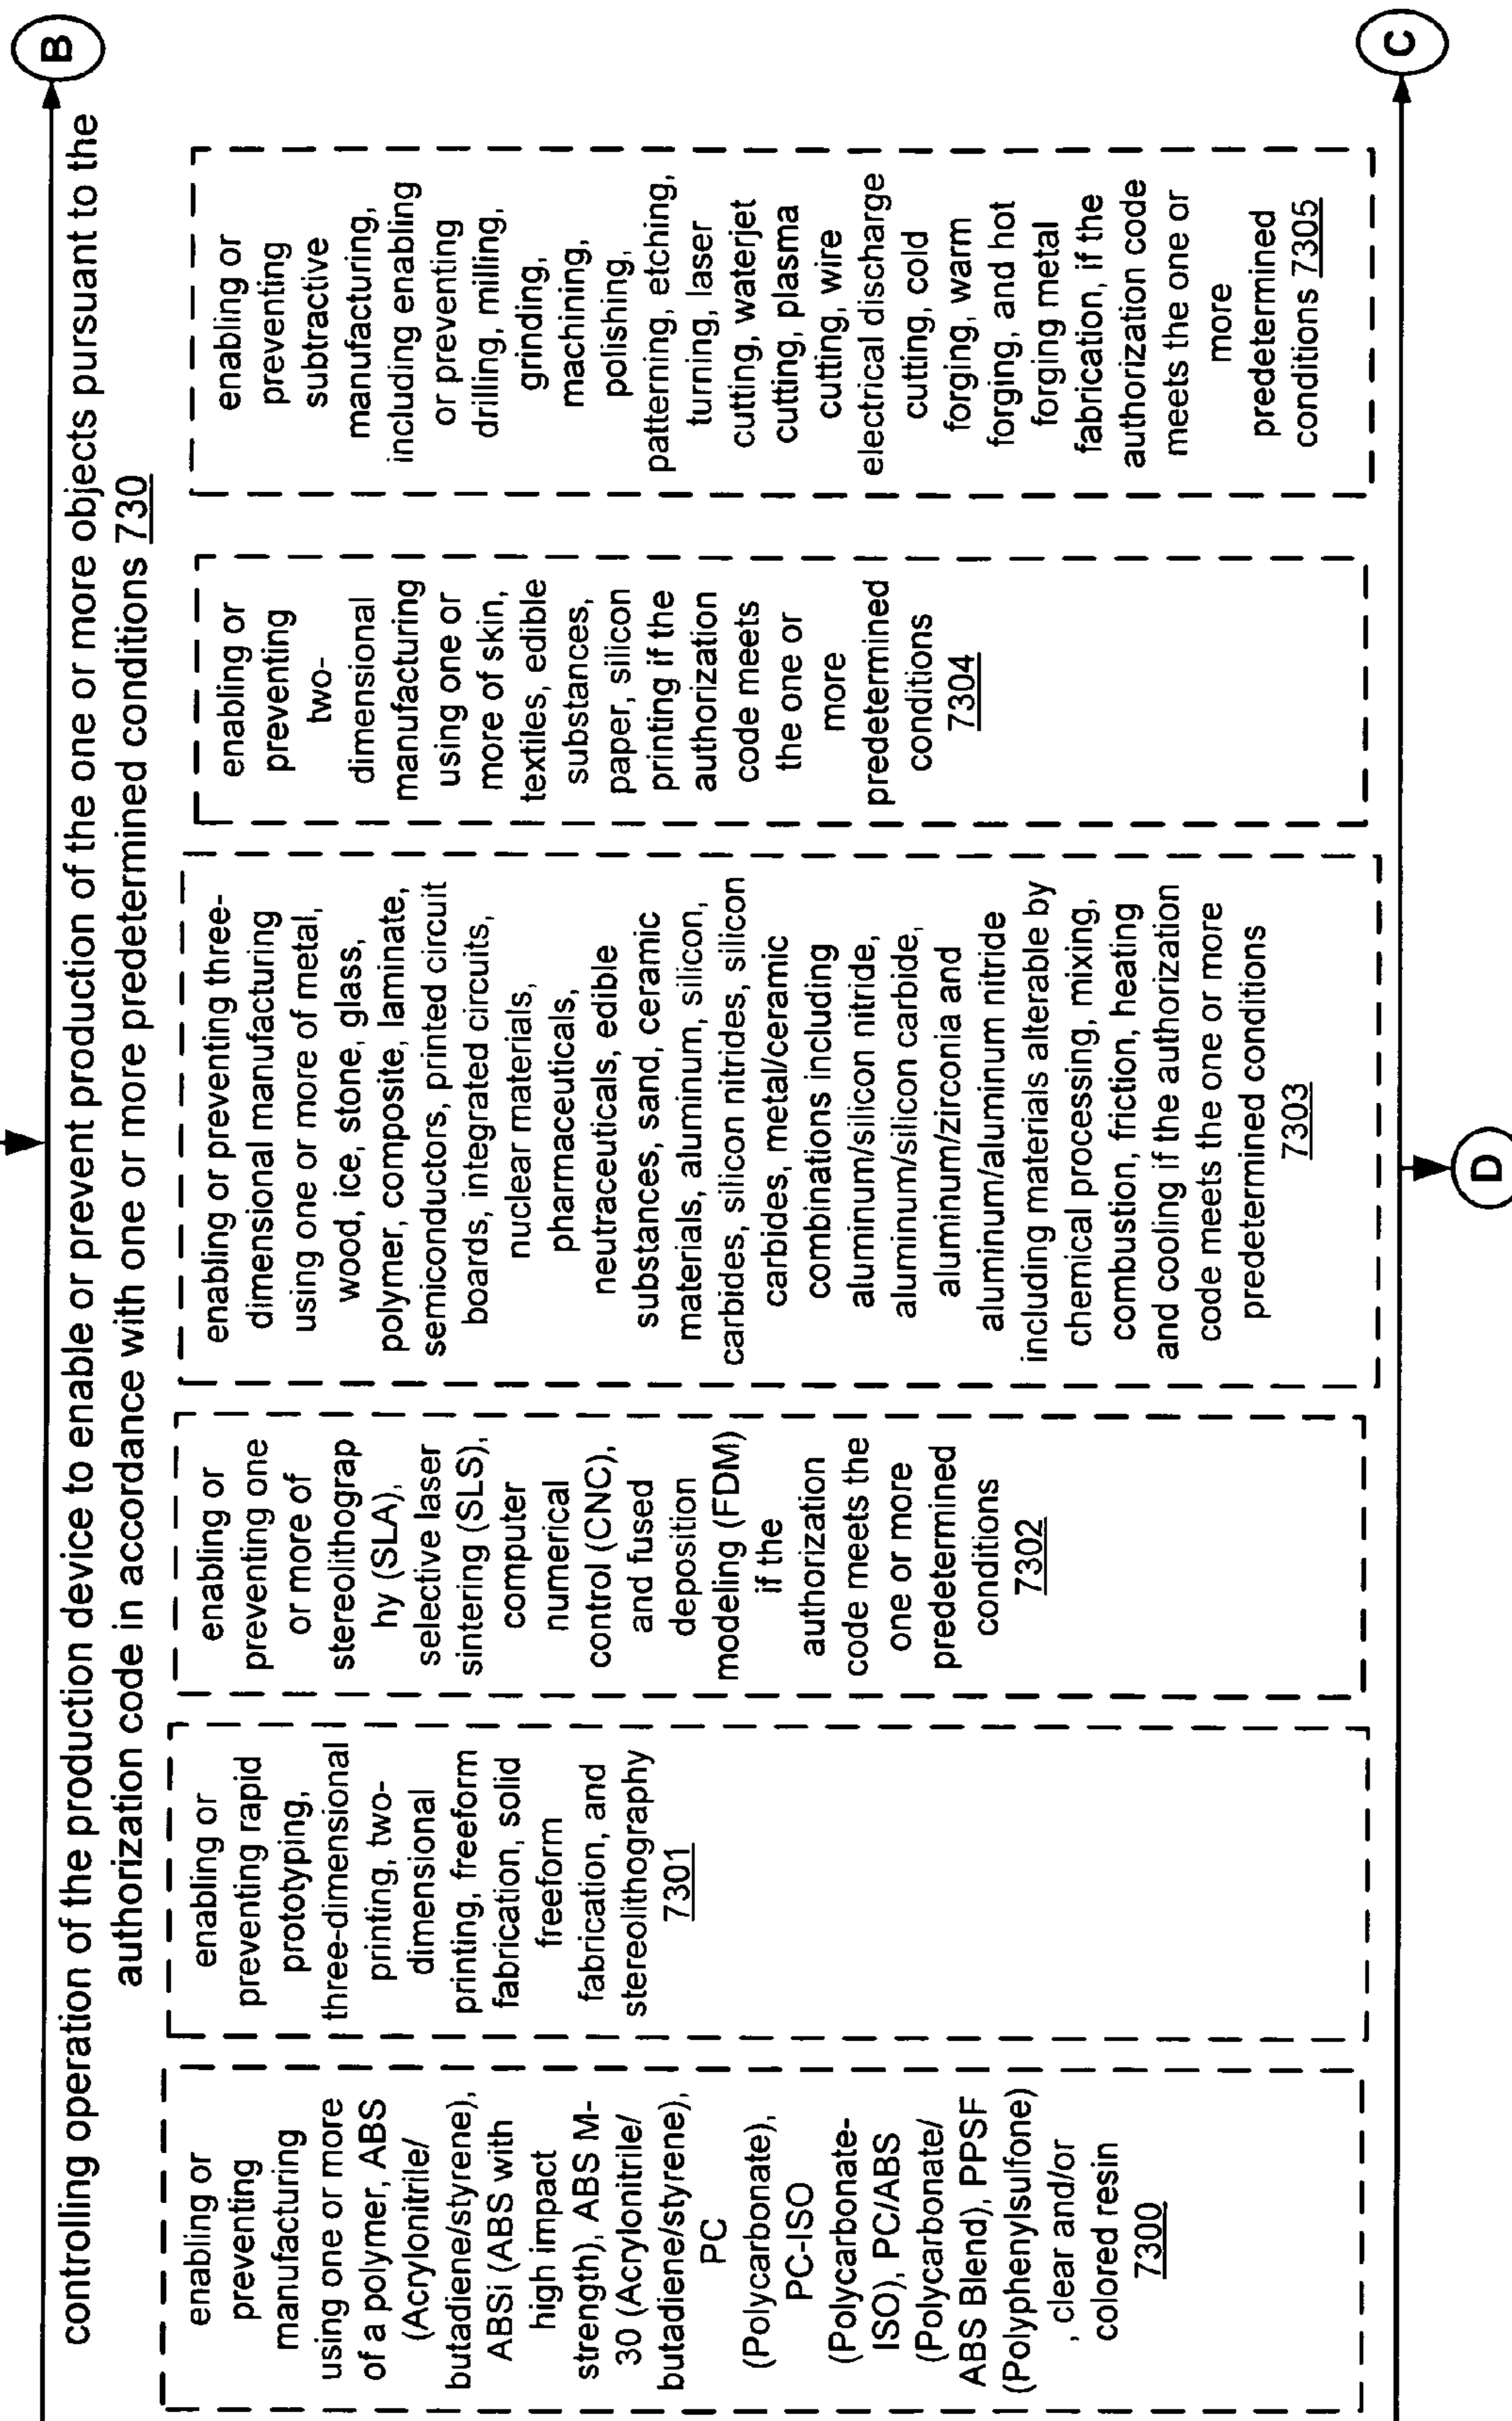 B
controlling operation of the production device to enable or prevent production of the one or more objects pursuant to the
authorization code in accordance with one or more predetermined conditions 730
enabling or
preventing
manufacturing
using one or more
of a polymer, ABS
(Acrylonitrile/
butadiene/styrene),
ABSi (ABS with
high impact
strength), ABS M-
30 (Acrylonitrile/
butadiene/styrene),
PC
(Polycarbonate),
PC-ISO
(Polycarbonate-
ISO), PC/ABS
(Polycarbonate/
ABS Blend), PPSF
(Polyphenylsulfone)
, clear and/or
colored resin
7300
enabling or
preventing rapid
prototyping,
three-dimensional
printing, two-
dimensional
printing, freeform
fabrication, solid
freeform
fabrication, and
stereolithography
7301
enabling or
preventing one
or more of
stereolithograp
hy (SLA),
selective laser
sintering (SLS),
computer
numerical
control (CNC),
and fused
deposition
modeling (FDM)
if the
authorization
code meets the
one or more
predetermined
conditions
7302
enabling or preventing three-
dimensional manufacturing
using one or more of metal,
wood, ice, stone, glass,
polymer, composite, laminate,
semiconductors, printed circuit
boards, integrated circuits,
nuclear materials,
pharmaceuticals,
neutraceuticals, edible
substances, sand, ceramic
materials, aluminum, silicon,
carbides, silicon nitrides, silicon
carbides, metal/ceramic
combinations including
aluminum/silicon nitride,
aluminum/silicon carbide,
aluminum/zirconia and
aluminum/aluminum nitride
including materials alterable by
chemical processing, mixing,
combustion, friction, heating
and cooling if the authorization
code meets the one or more
predetermined conditions
7303
enabling or
preventing
two-
dimensional
manufacturing
using one or
more of skin,
textiles, edible
substances,
paper, silicon
printing if the
authorization
code meets
the one or
more
predetermined
conditions
7304
enabling or
preventing
subtractive
manufacturing,
including enabling
or preventing
drilling, milling,
grinding,
machining,
polishing,
patterning, etching,
turning, laser
cutting, waterjet
cutting, plasma
cutting, wire
electrical discharge
cutting, cold
forging, warm
forging, and hot
forging metal
fabrication, if the
authorization code
meets the one or
more
predetermined
conditions 7305
C
D